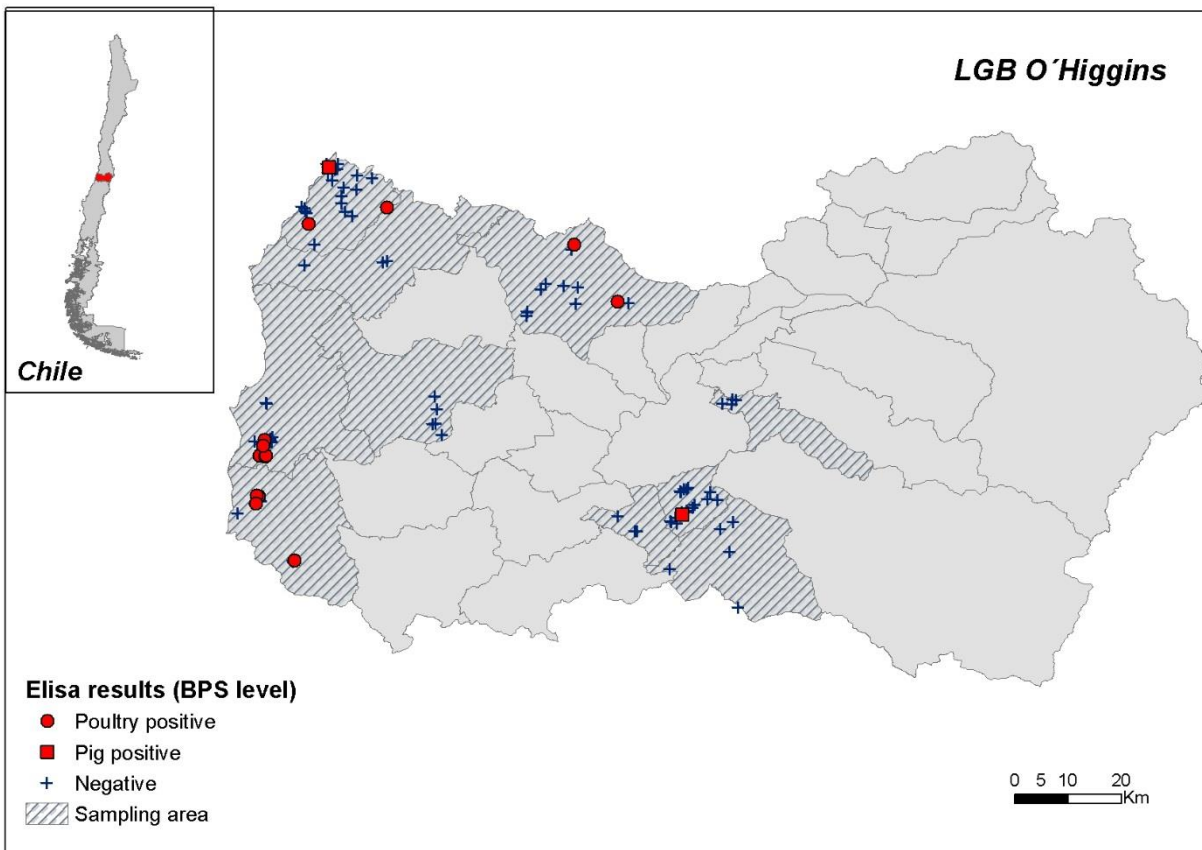 LGB O´Higgins
Chile
Elisa results (BPS level)
Poultry positive
Pig positive
Negative
Sampling area
0 5 10 20
Km